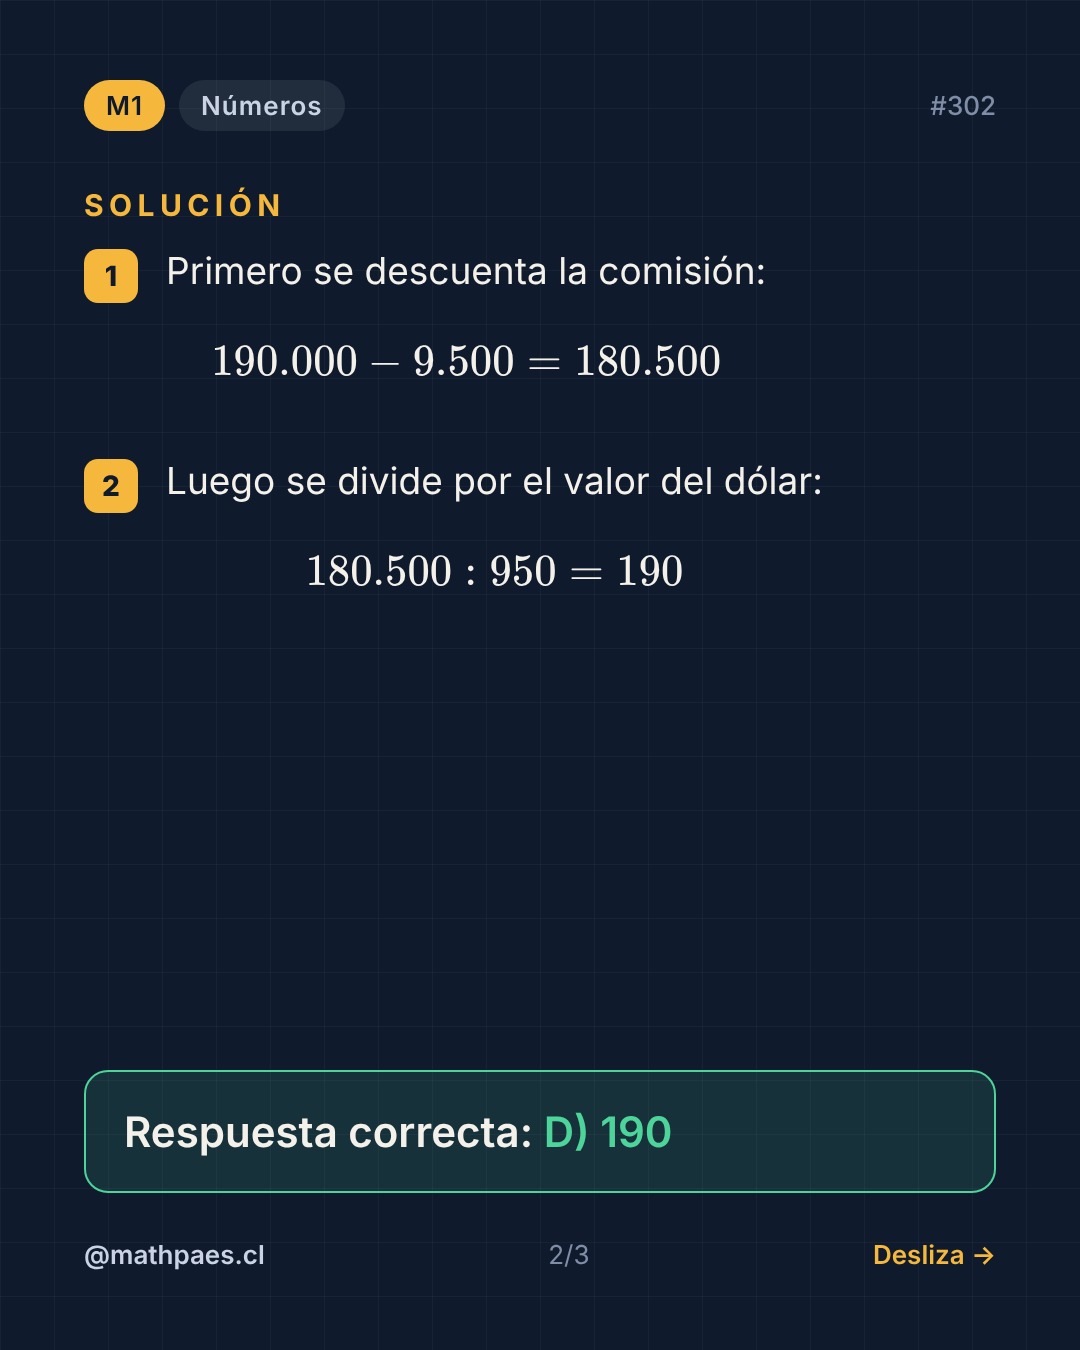 M1 Números #302
SOLUCIÓN
1 Primero se descuenta la comisión:
190.000 − 9.500 = 180.500
2 Luego se divide por el valor del dólar:
180.500 : 950 = 190
Respuesta correcta: D) 190
@mathpaes.cl 2/3 Desliza →